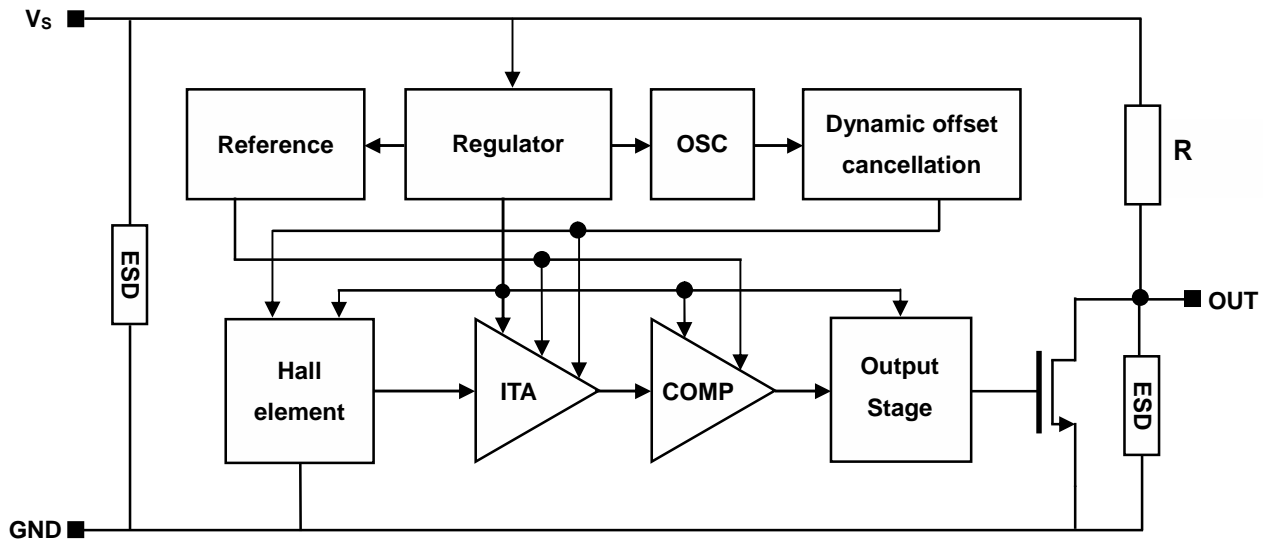 VS
Reference
Regulator
OSC
Dynamic offset
cancellation
R
ESD
OUT
Hall
element
ITA
COMP
Output
Stage
ESD
GND